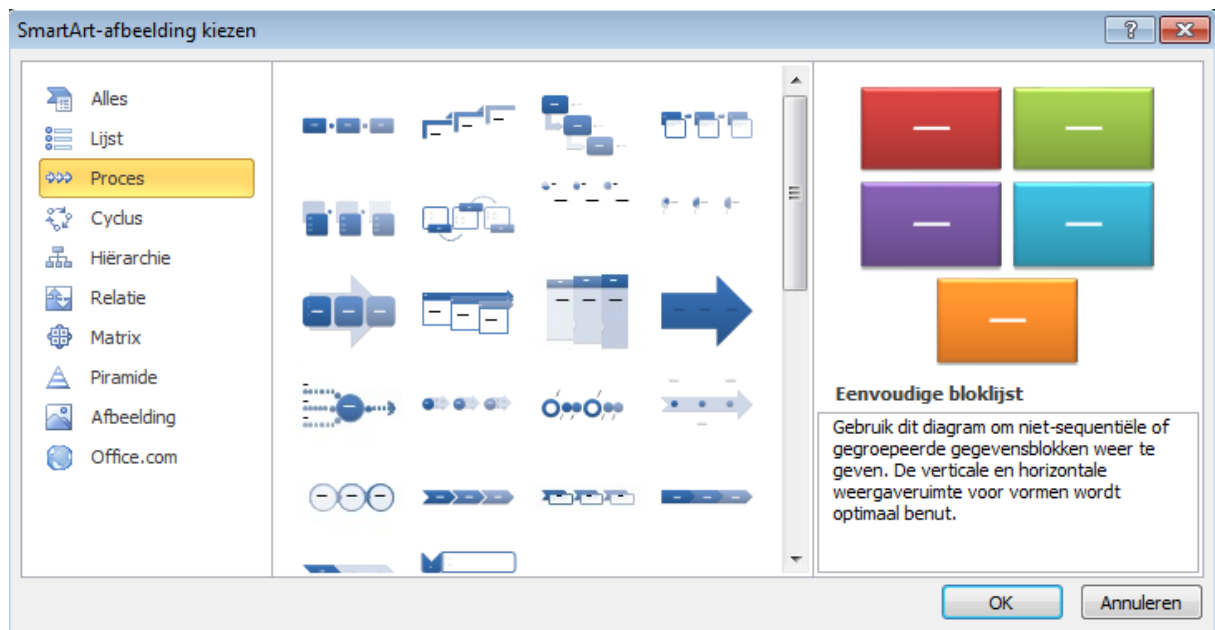 SmartArt-afbeelding kiezen
Alles
Lijst
Proces
Cyclus
Hiërarchie
Relatie
Matrix
Piramide
Afbeelding
Office.com
Eenvoudige bloklijst
Gebruik dit diagram om niet-sequentiële of
gegroepeerde gegevensblokken weer te
geven. De verticale en horizontale
weergaveruimte voor vormen wordt
optimaal benut.
OK
Annuleren